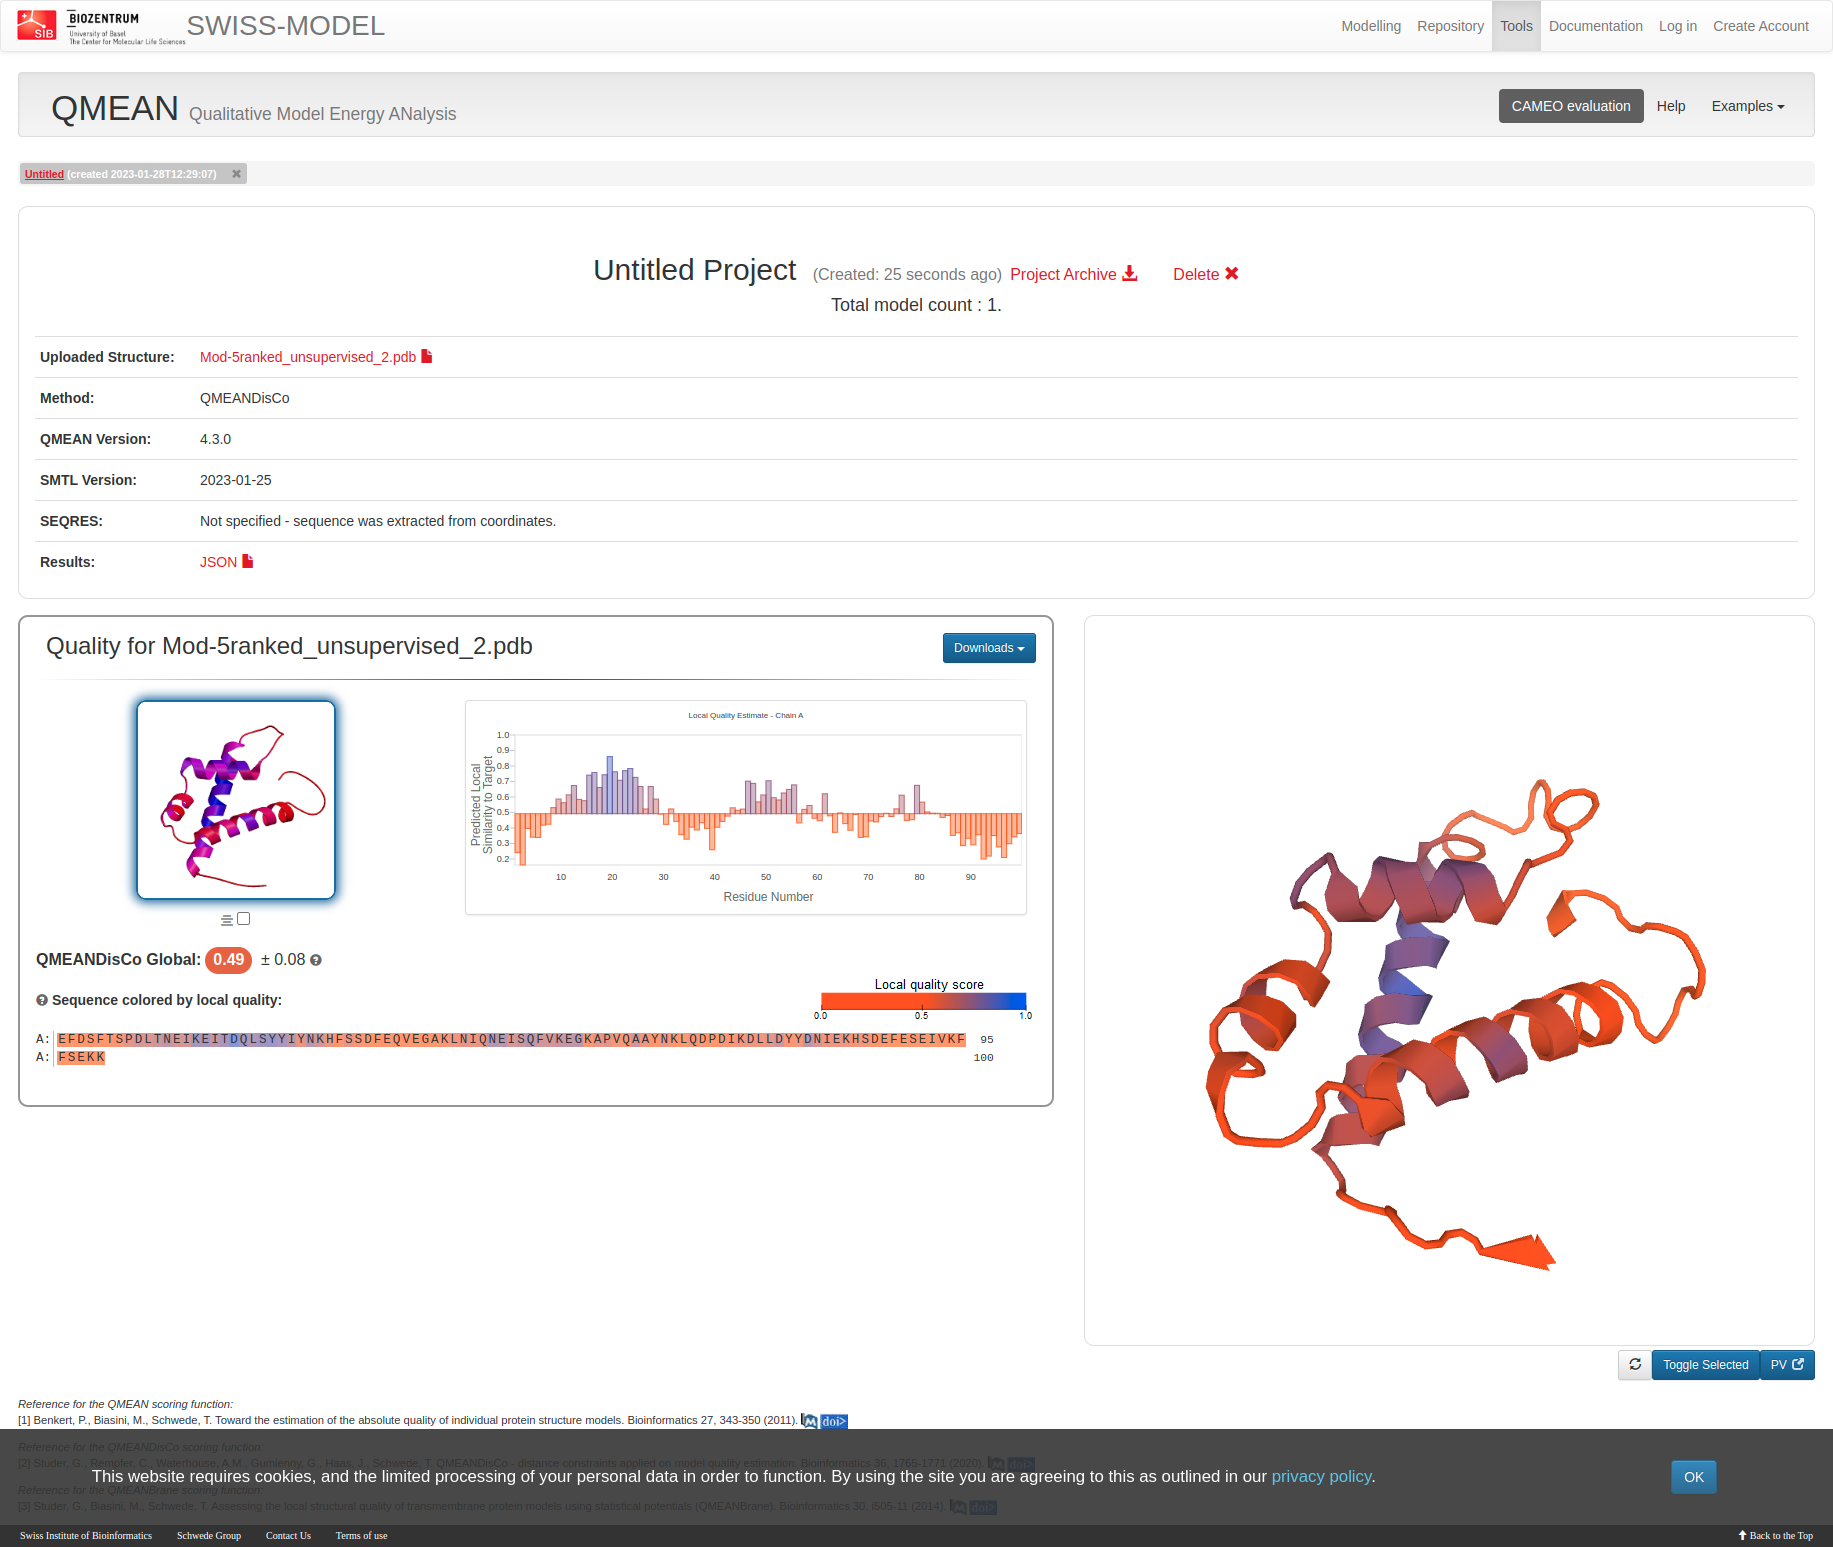 SIB
BIOZENTRUM
University of Basel
The Center for Molecular Life Sciences
SWISS-MODEL
Modelling Repository Tools Documentation Log in Create Account
QMEAN Qualitative Model Energy ANalysis
CAMEO evaluation Help Examples
Untitled (created 2023-01-28T12:29:07)
Untitled Project (Created: 25 seconds ago) Project Archive Delete
Total model count : 1.
Uploaded Structure: Mod-5ranked_unsupervised_2.pdb
Method: QMEANDisCo
QMEAN Version: 4.3.0
SMTL Version: 2023-01-25
SEQRES: Not specified - sequence was extracted from coordinates.
Results: JSON
Quality for Mod-5ranked_unsupervised_2.pdb
Downloads
Local Quality Estimate - Chain A
Predicted Local
Similarity to Target
1.0
0.9
0.8
0.7
0.6
0.5
0.4
0.3
0.2
10 20 30 40 50 60 70 80 90
Residue Number
QMEANDisCo Global: 0.49 ± 0.08
Sequence colored by local quality:
Local quality score
0.0 0.5 1.0
A: EFDSFTSPDLTNEIKEITDQLSYYIYNKHFSSDFEQVEGAKLNIQNEISQFVKEGKAPVQAAYNKLQDPDIKDLLDYYDNIEKHSDEFESEIVKF 95
A: FSEKK 100
Toggle Selected PV
Reference for the QMEAN scoring function:
[1] Benkert, P., Biasini, M., Schwede, T. Toward the estimation of the absolute quality of individual protein structure models. Bioinformatics 27, 343-350 (2011). M doi>
Reference for the QMEANDisCo scoring function:
[2] Studer, G., Rempfer, C., Waterhouse, A.M., Gumienny, G., Haas, J., Schwede, T. QMEANDisCo - distance constraints applied on model quality estimation. Bioinformatics 36, 1765-1771 (2020). M doi>
This website requires cookies, and the limited processing of your personal data in order to function. By using the site you are agreeing to this as outlined in our privacy policy.
OK
Reference for the QMEANBrane scoring function:
[3] Studer, G., Biasini, M., Schwede, T. Assessing the local structural quality of transmembrane protein models using statistical potentials (QMEANBrane). Bioinformatics 30, i505-11 (2014). M doi>
Swiss Institute of Bioinformatics Schwede Group Contact Us Terms of use
Back to the Top